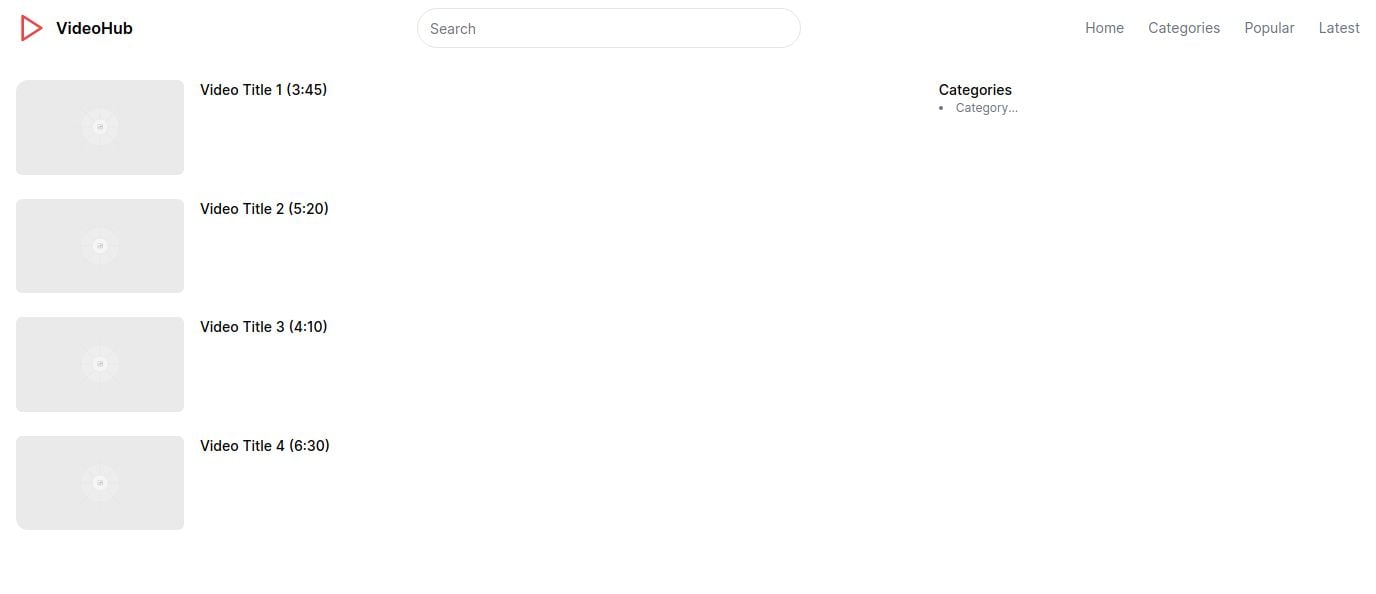 VideoHub
Search
Home Categories Popular Latest
Video Title 1 (3:45)
Video Title 2 (5:20)
Video Title 3 (4:10)
Video Title 4 (6:30)
Categories
Category...